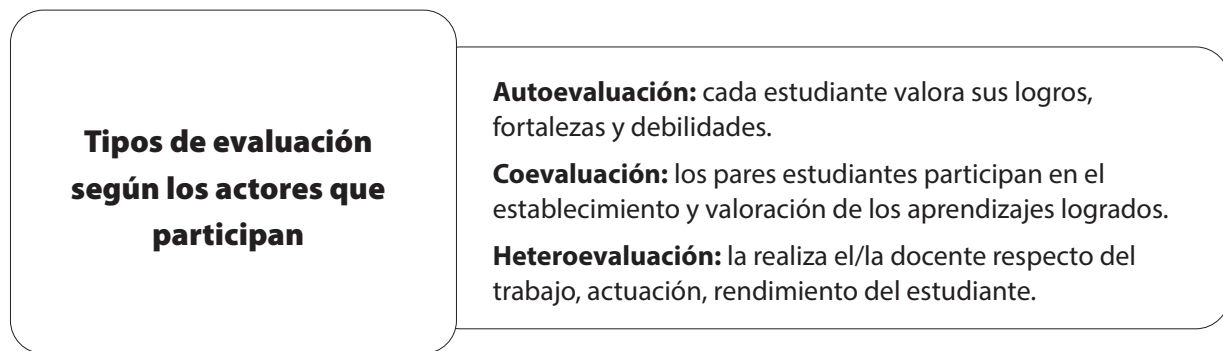 Tipos de evaluación
según los actores que
participan
Autoevaluación: cada estudiante valora sus logros,
fortalezas y debilidades.
Coevaluación: los pares estudiantes participan en el
establecimiento y valoración de los aprendizajes logrados.
Heteroevaluación: la realiza el/la docente respecto del
trabajo, actuación, rendimiento del estudiante.